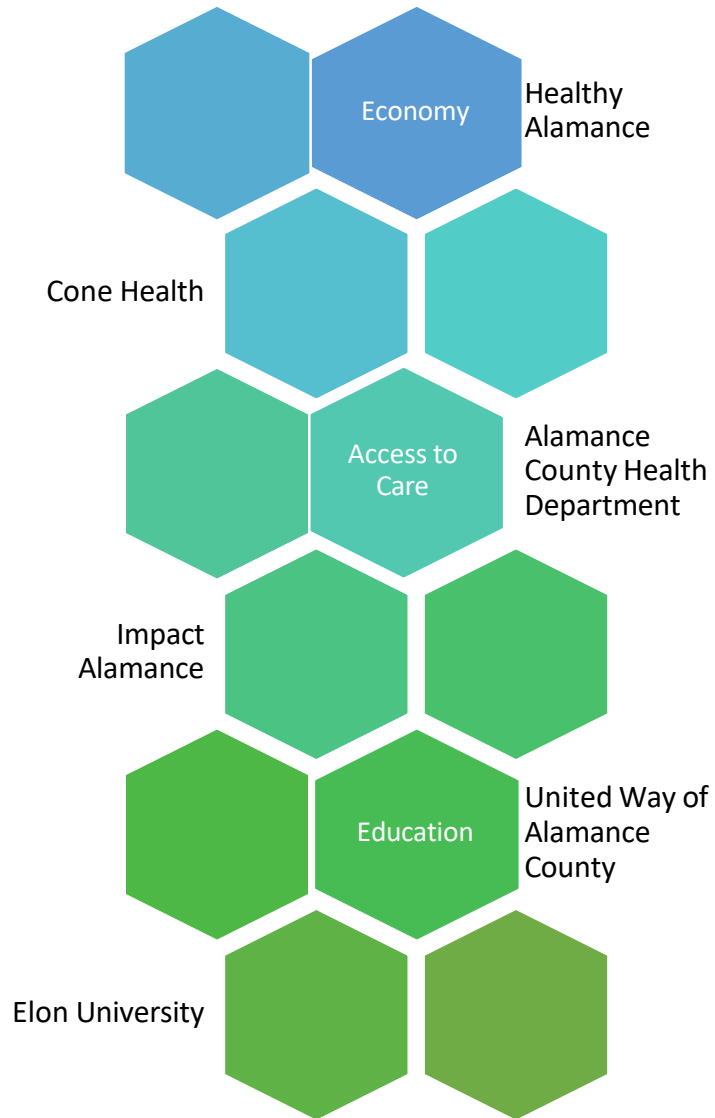 Economy
Healthy
Alamance
Cone Health
Access to
Care
Alamance
County Health
Department
Impact
Alamance
Education
United Way of
Alamance
County
Elon University